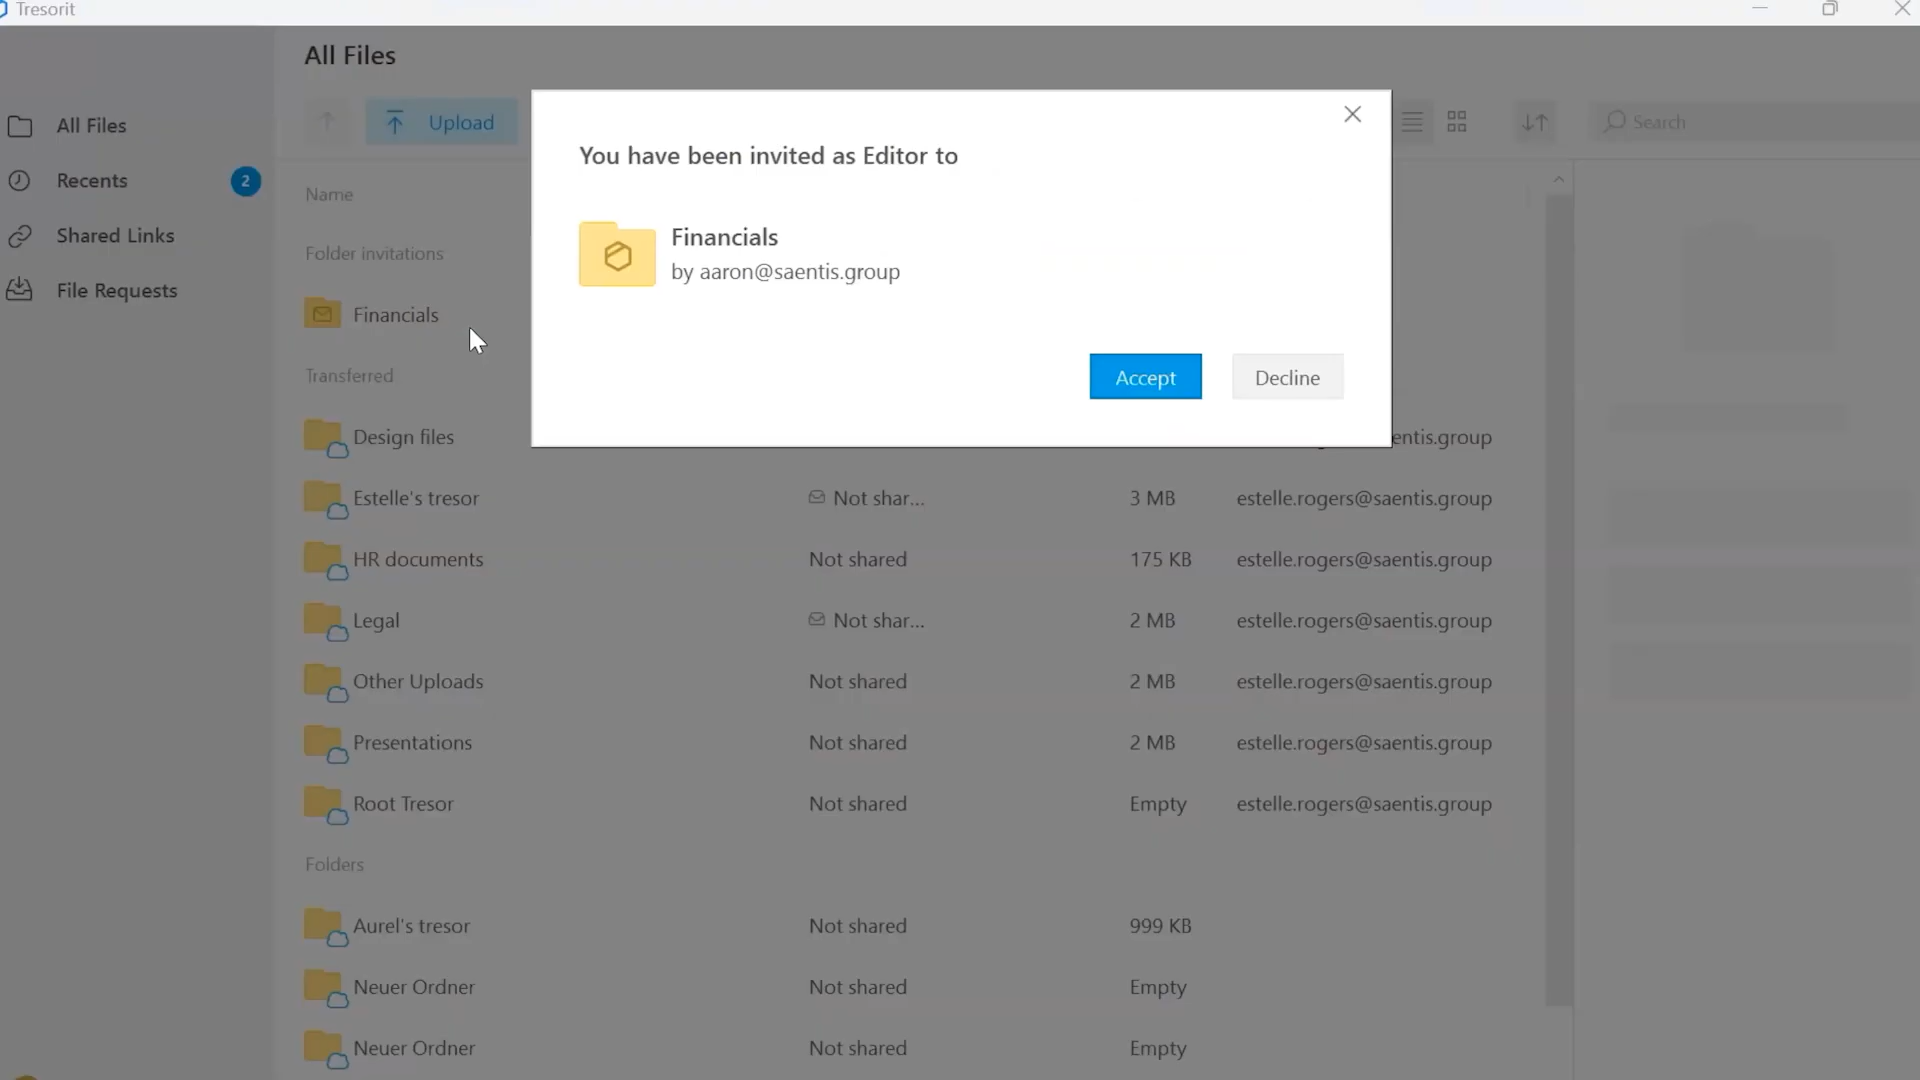 Tresorit
All Files
All Files
Upload
Search
Recents
2
Shared Links
File Requests
You have been invited as Editor to
Financials
by aaron@saentis.group
Accept
Decline
Name
Folder invitations
Financials
Transferred
Design files entis.group
Estelle's tresor Not shar... 3 MB estelle.rogers@saentis.group
HR documents Not shared 175 KB estelle.rogers@saentis.group
Legal Not shar... 2 MB estelle.rogers@saentis.group
Other Uploads Not shared 2 MB estelle.rogers@saentis.group
Presentations Not shared 2 MB estelle.rogers@saentis.group
Root Tresor Not shared Empty estelle.rogers@saentis.group
Folders
Aurel's tresor Not shared 999 KB
Neuer Ordner Not shared Empty
Neuer Ordner Not shared Empty